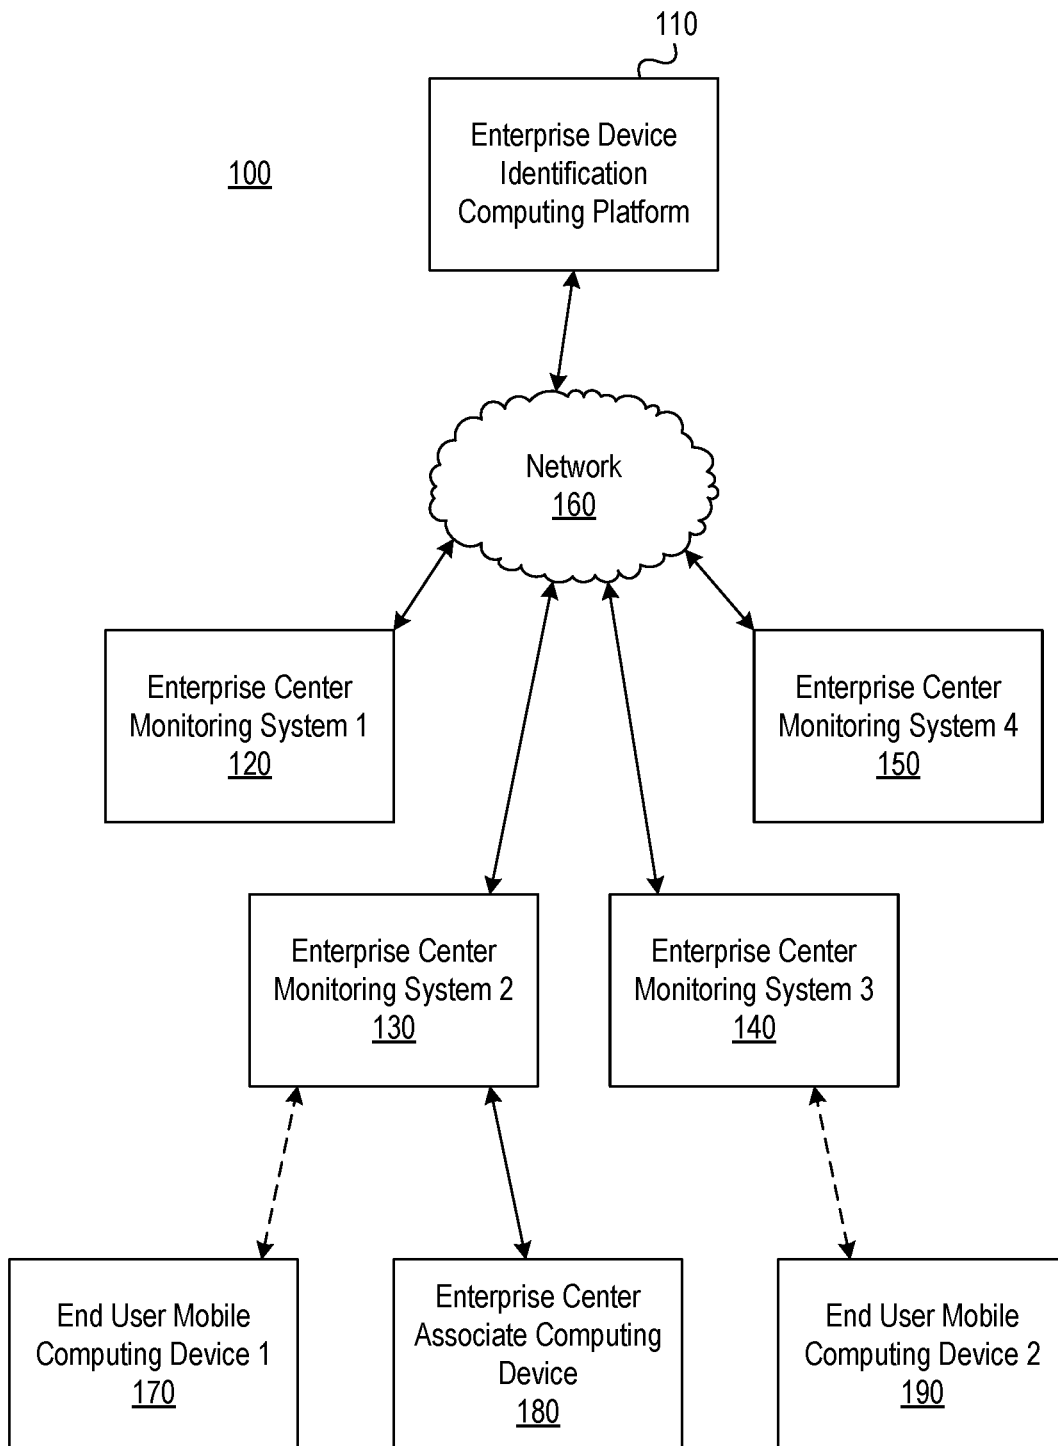 110
100
Enterprise Device
Identification
Computing Platform
Network
160
Enterprise Center
Monitoring System 1
120
Enterprise Center
Monitoring System 4
150
Enterprise Center
Monitoring System 2
130
Enterprise Center
Monitoring System 3
140
End User Mobile
Computing Device 1
170
Enterprise Center
Associate Computing
Device
180
End User Mobile
Computing Device 2
190